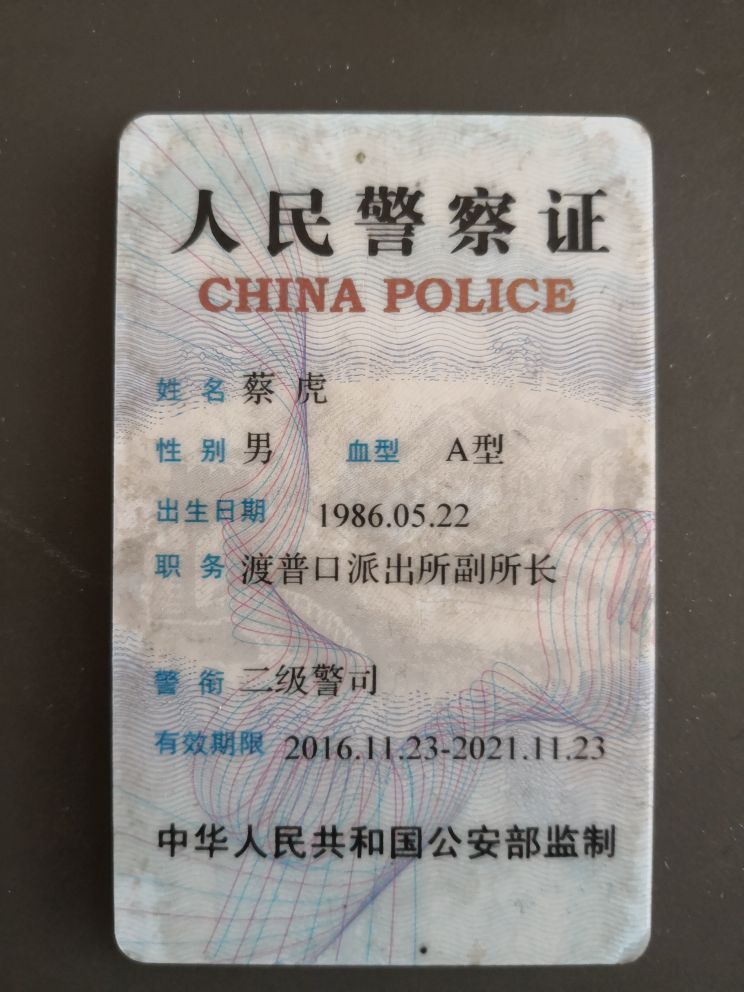 人民警察证
CHINA POLICE
姓名 蔡虎
性别 男 血型 A型
出生日期 1986.05.22
职务 渡普口派出所副所长
警衔 二级警司
有效期限 2016.11.23-2021.11.23
中华人民共和国公安部监制